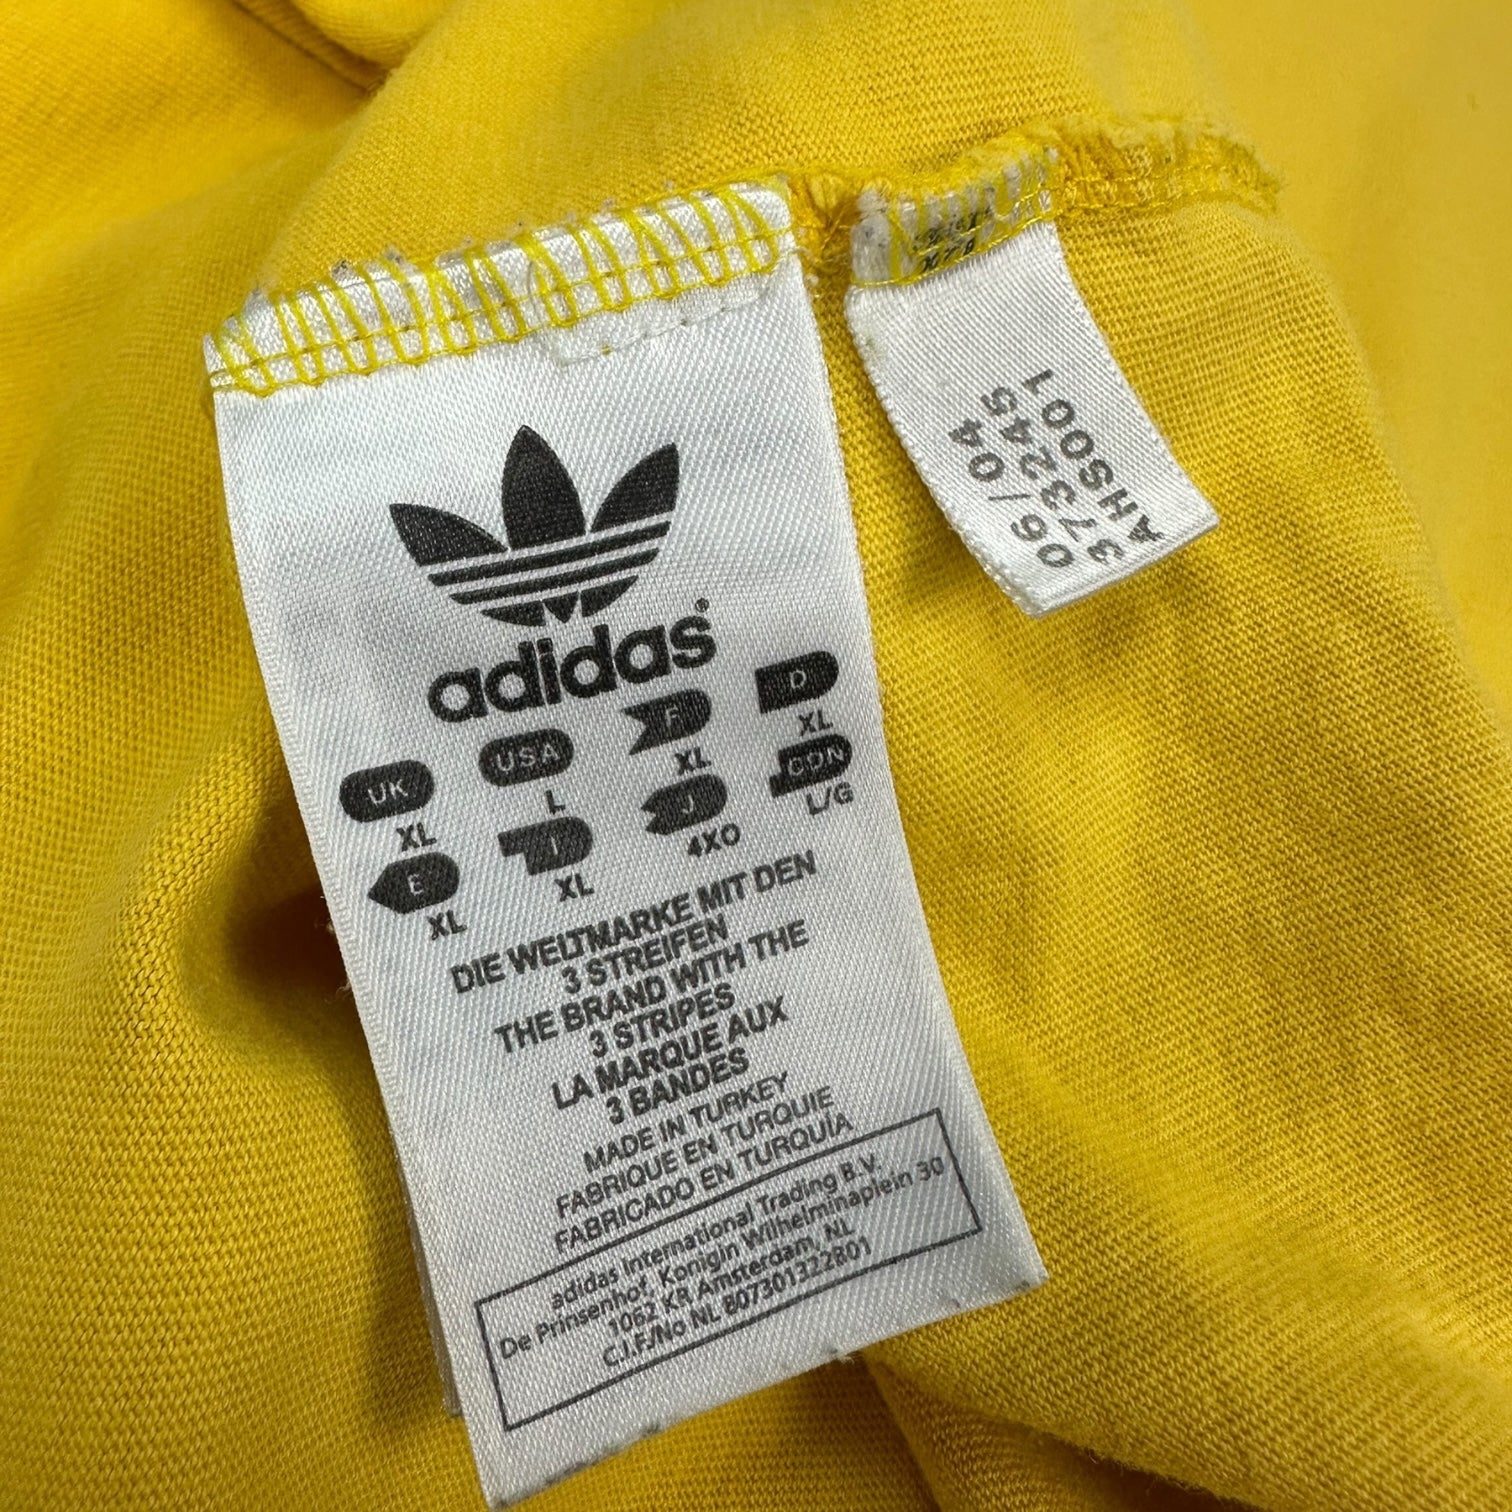 adidas
UK
XL
USA
L
F
XL
D
XL
E
XL
I
XL
J
4XO
CDN
L/G
DIE WELTMARKE MIT DEN
3 STREIFEN
THE BRAND WITH THE
3 STRIPES
LA MARQUE AUX
3 BANDES
MADE IN TURKEY
FABRIQUE EN TURQUIE
FABRICADO EN TURQUÍA
adidas International Trading B.V.
De Prinsenhof, Konigin Wilhelminaplein 30
1062 KR Amsterdam, NL
C.I.F./No NL 807301322B01
06/04
373245
AHS001